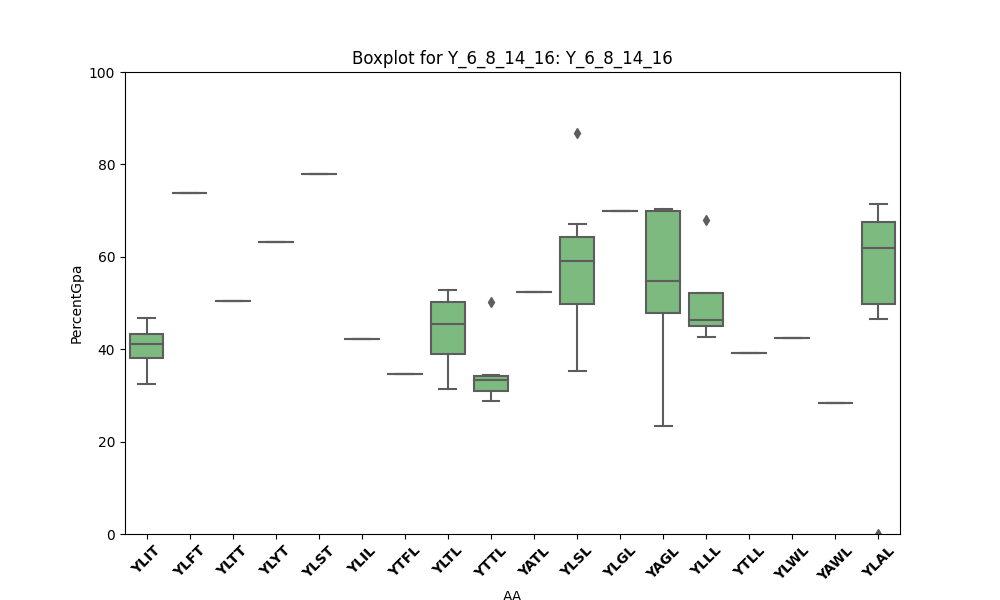 Boxplot for Y_6_8_14_16: Y_6_8_14_16
100
80
60
40
20
0
PercentGpa
YLIT YLFT YLTT YLYT YLST YLIL YTFL YLTL YTTL YATL YLSL YLGL YAGL YLLL YTLL YLWL YAWL YLAL
AA